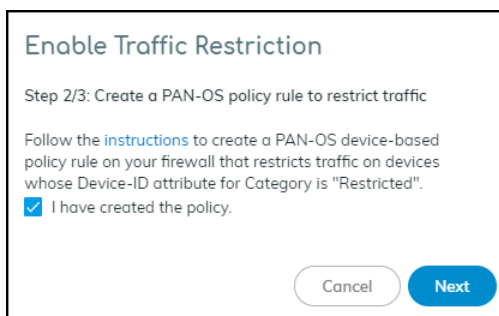 Enable Traffic Restriction
Step 2/3: Create a PAN-OS policy rule to restrict traffic
Follow the instructions to create a PAN-OS device-based
policy rule on your firewall that restricts traffic on devices
whose Device-ID attribute for Category is "Restricted".
I have created the policy.
Cancel Next